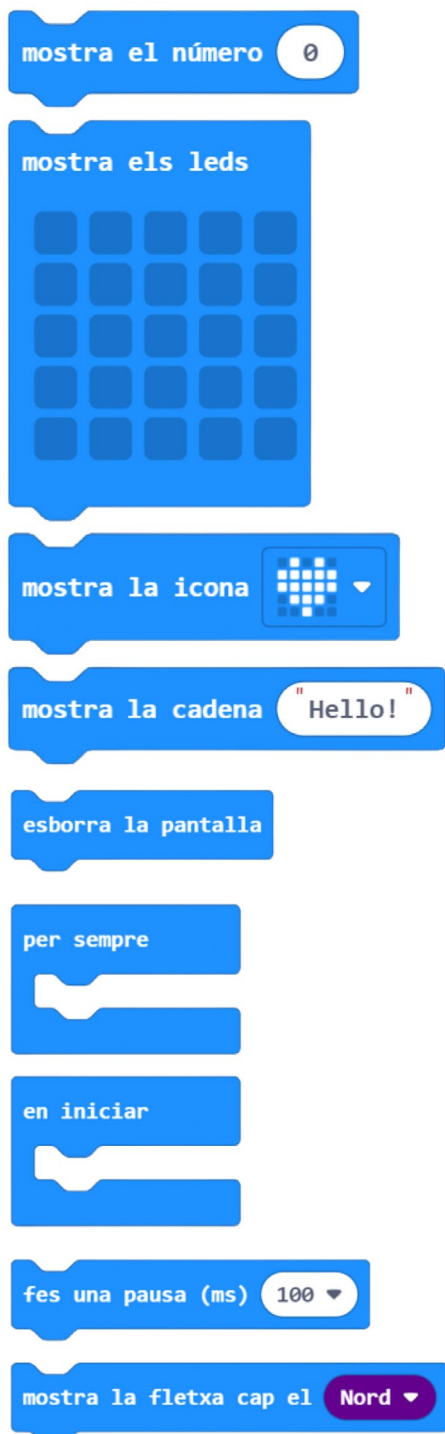 mostra el número 0
mostra els leds
mostra la icona
mostra la cadena "Hello!"
esborra la pantalla
per sempre
en iniciar
fes una pausa (ms) 100
mostra la fletxa cap el Nord